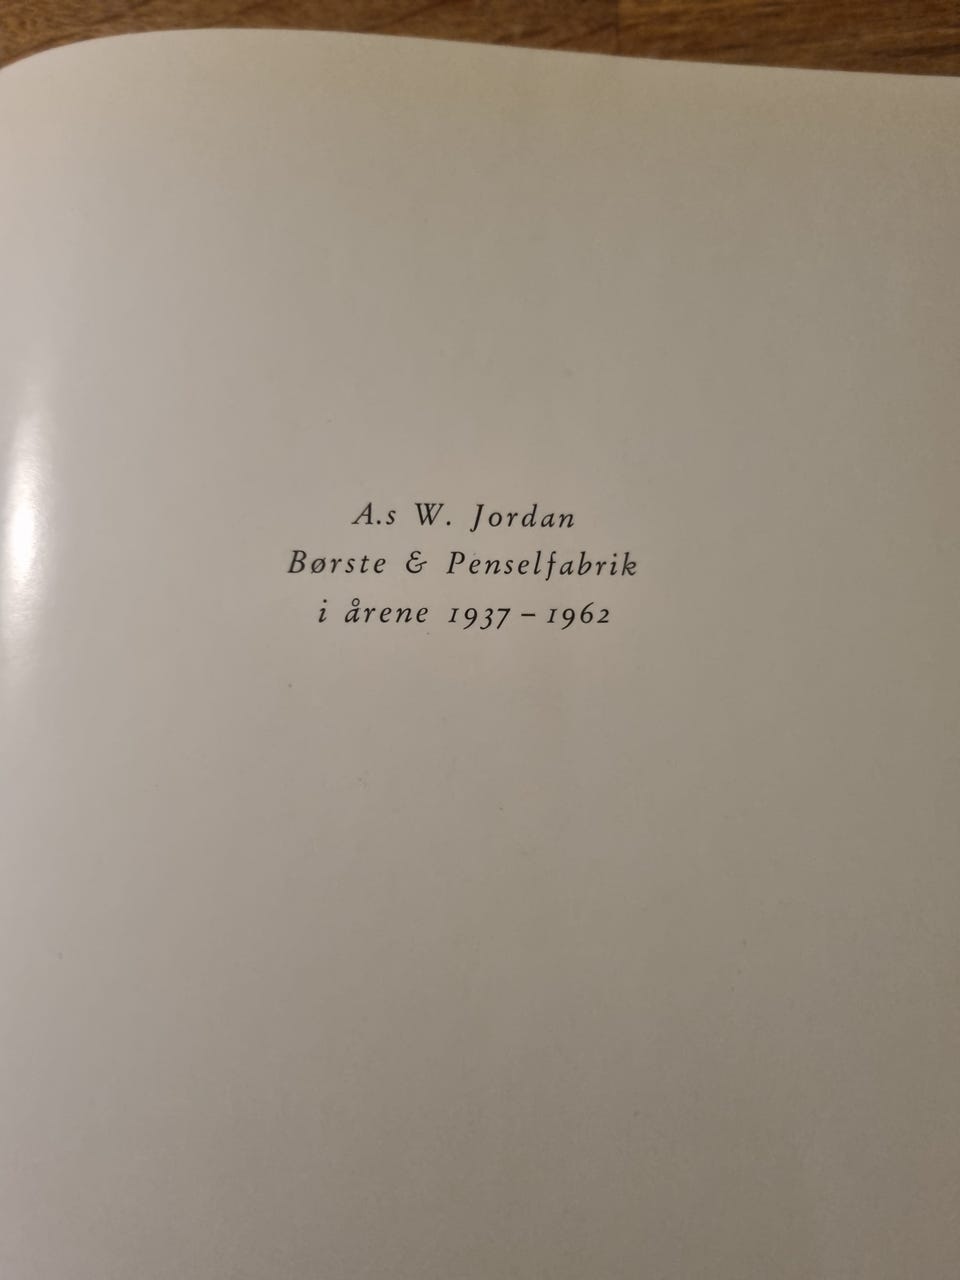 A.s W. Jordan
Børste & Penselfabrik
i årene 1937 – 1962